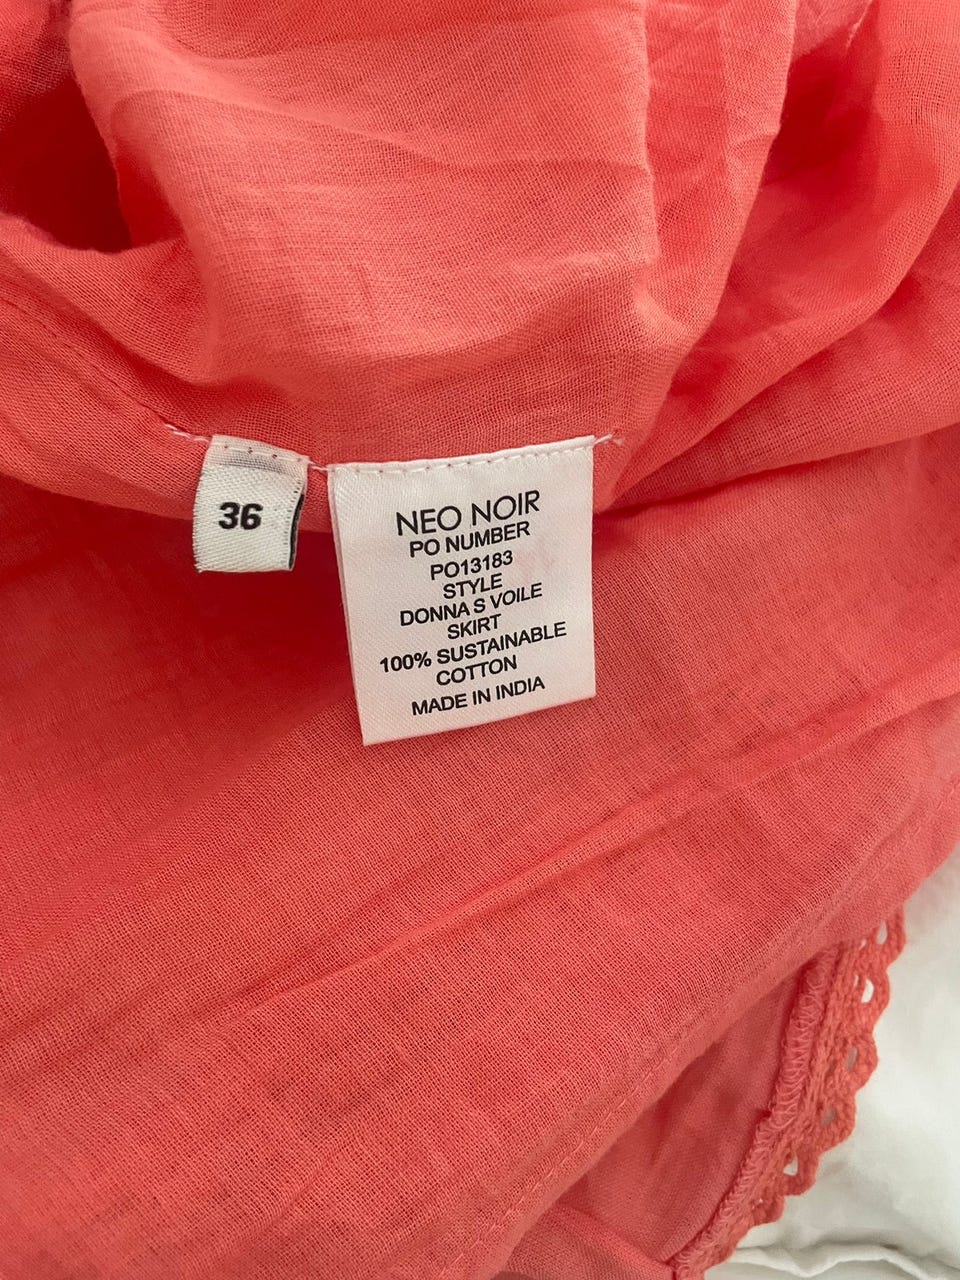 36
NEO NOIR
PO NUMBER
PO13183
STYLE
DONNA S VOILE
SKIRT
100% SUSTAINABLE
COTTON
MADE IN INDIA